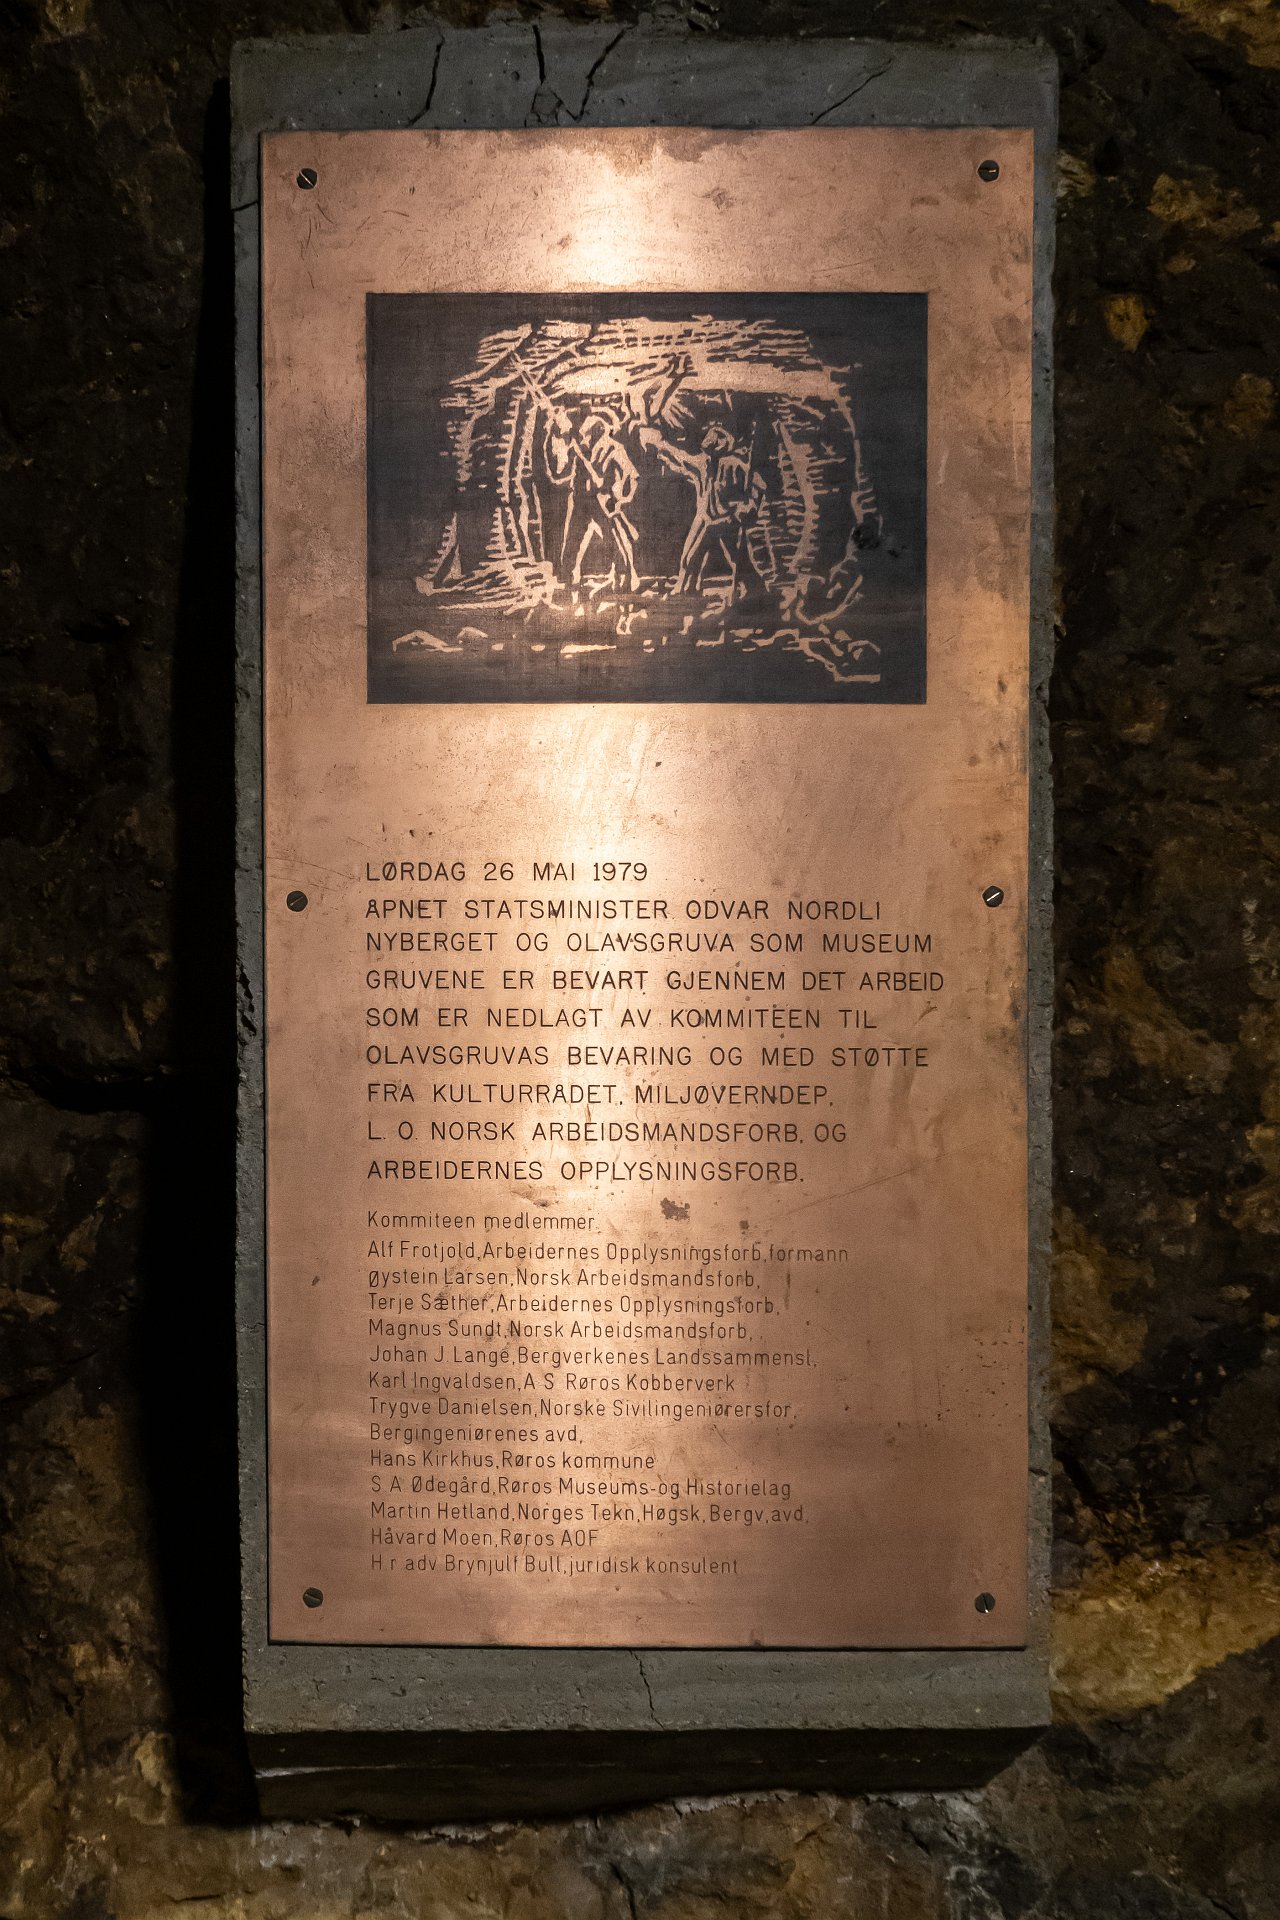 LØRDAG 26 MAI 1979
ÅPNET STATSMINISTER ODVAR NORDLI
NYBERGET OG OLAVSGRUVA SOM MUSEUM
GRUVENE ER BEVART GJENNEM DET ARBEID
SOM ER NEDLAGT AV KOMMITEEN TIL
OLAVSGRUVAS BEVARING OG MED STØTTE
FRA KULTURRÅDET, MILJØVERNDEP.
L. O. NORSK ARBEIDSMANDSFORB. OG
ARBEIDERNES OPPLYSNINGSFORB.
Kommiteen medlemmer.
Alf Frotjold,Arbeidernes Opplysningsforb,formann
Øystein Larsen,Norsk Arbeidsmandsforb,
Terje Sæther,Arbeidernes Opplysningsforb,
Magnus Sundt,Norsk Arbeidsmandsforb,
Johan J. Lange,Bergverkenes Landssammensl,
Karl Ingvaldsen,A S Røros Kobberverk
Trygve Danielsen,Norske Sivilingeniørersfor,
Bergingeniørenes avd,
Hans Kirkhus,Røros kommune
S A Ødegård,Røros Museums-og Historielag
Martin Hetland,Norges Tekn,Høgsk,Bergv,avd,
Håvard Moen,Røros AOF
H r adv Brynjulf Bull,juridisk konsulent